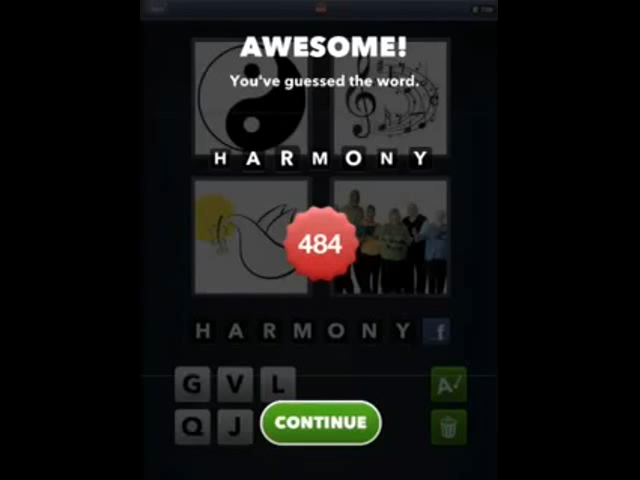 AWESOME!
You've guessed the word.
HARMONY
484
HARMONY f
G V L A
Q J
CONTINUE